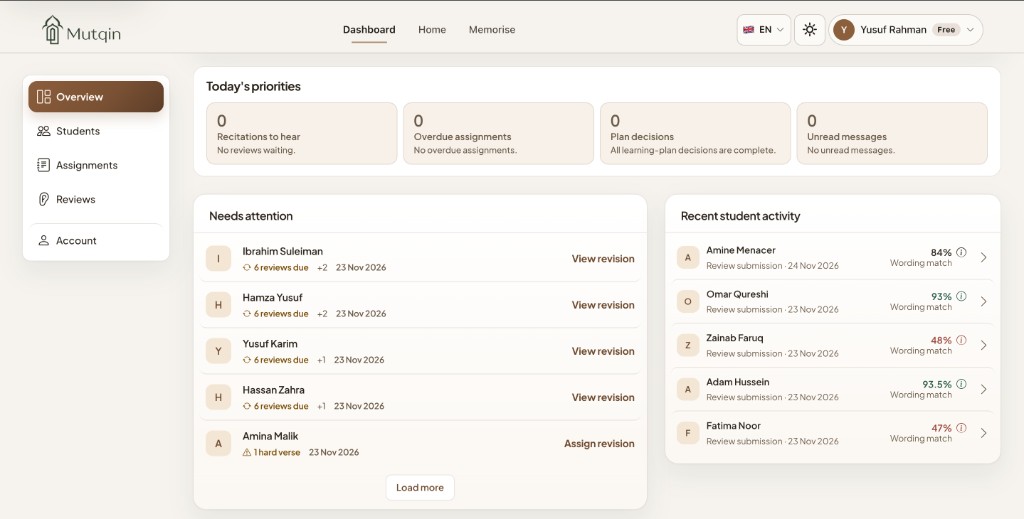 Mutqin
Dashboard
Home
Memorise
EN
Y
Yusuf Rahman
Free
Overview
Students
Assignments
Reviews
Account
Today's priorities
0
Recitations to hear
No reviews waiting.
0
Overdue assignments
No overdue assignments.
0
Plan decisions
All learning-plan decisions are complete.
0
Unread messages
No unread messages.
Needs attention
I
Ibrahim Suleiman
6 reviews due +2 23 Nov 2026
View revision
H
Hamza Yusuf
6 reviews due +2 23 Nov 2026
View revision
Y
Yusuf Karim
6 reviews due +1 23 Nov 2026
View revision
H
Hassan Zahra
6 reviews due +1 23 Nov 2026
View revision
A
Amina Malik
1 hard verse 23 Nov 2026
Assign revision
Load more
Recent student activity
A
Amine Menacer
Review submission · 24 Nov 2026
84%
Wording match
O
Omar Qureshi
Review submission · 23 Nov 2026
93%
Wording match
Z
Zainab Faruq
Review submission · 23 Nov 2026
48%
Wording match
A
Adam Hussein
Review submission · 23 Nov 2026
93.5%
Wording match
F
Fatima Noor
Review submission · 23 Nov 2026
47%
Wording match